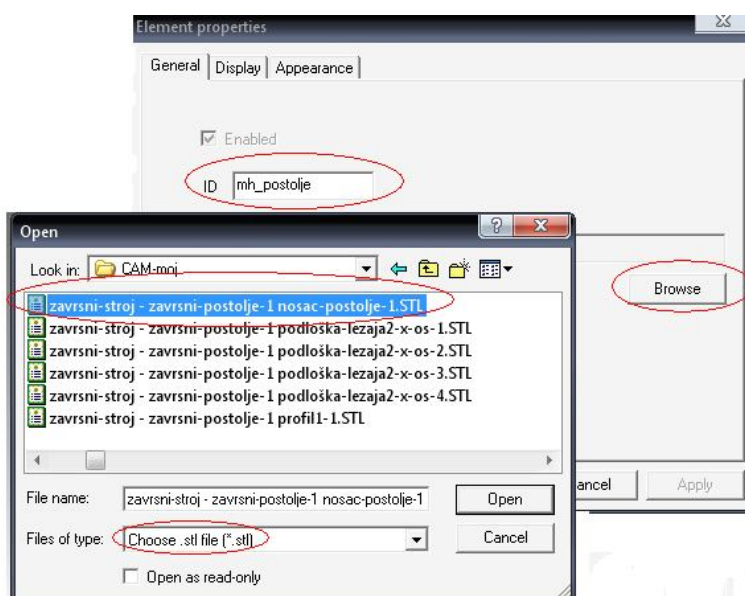 Element properties
General Display Appearance
Enabled
ID mh_postolje
Open
Look in: CAM-moj
Browse
zavrsni-stroj - zavrsni-postolje-1 nosac-postolje-1.STL
zavrsni-stroj - zavrsni-postolje-1 podloška-lezaja2-x-os-1.STL
zavrsni-stroj - zavrsni-postolje-1 podloška-lezaja2-x-os-2.STL
zavrsni-stroj - zavrsni-postolje-1 podloška-lezaja2-x-os-3.STL
zavrsni-stroj - zavrsni-postolje-1 podloška-lezaja2-x-os-4.STL
zavrsni-stroj - zavrsni-postolje-1 profil1-1.STL
File name: zavrsni-stroj - zavrsni-postolje-1 nosac-postolje-1 Open
ancel Apply
Files of type: Choose .stl file (*.stl) Cancel
Open as read-only